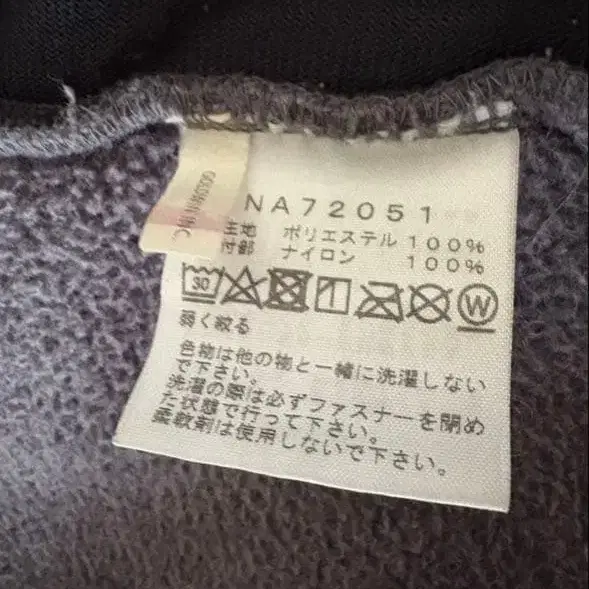 GOLDWIN INC.
NA72051
生地 ポリエステル 100%
付部 ナイロン 100%
30
W
弱く絞る
色物は他の物と一緒に洗濯しない
で下さい。
洗濯の際は必ずファスナーを閉め
た状態で行って下さい。
柔軟剤は使用しないで下さい。